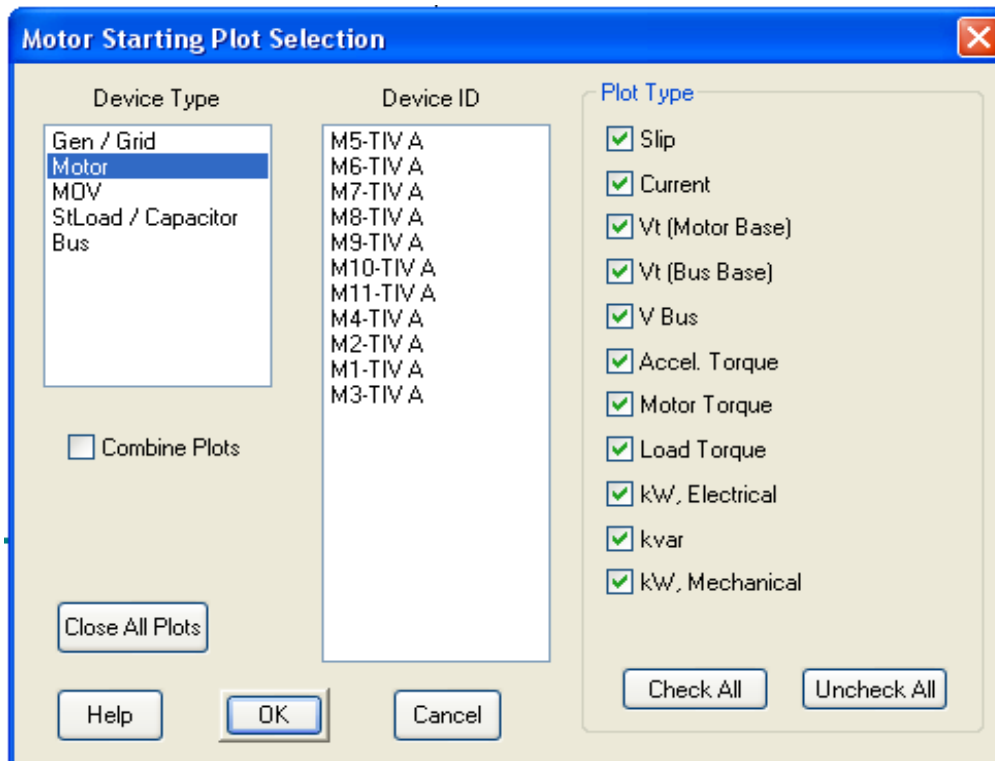 Motor Starting Plot Selection
Device Type
Gen / Grid
Motor
MOV
StLoad / Capacitor
Bus
Combine Plots
Close All Plots
Device ID
M5-TIV A
M6-TIV A
M7-TIV A
M8-TIV A
M9-TIV A
M10-TIV A
M11-TIV A
M4-TIV A
M2-TIV A
M1-TIV A
M3-TIV A
Plot Type
Slip
Current
Vt (Motor Base)
Vt (Bus Base)
V Bus
Accel. Torque
Motor Torque
Load Torque
kW, Electrical
kvar
kW, Mechanical
Check All Uncheck All
Help OK Cancel